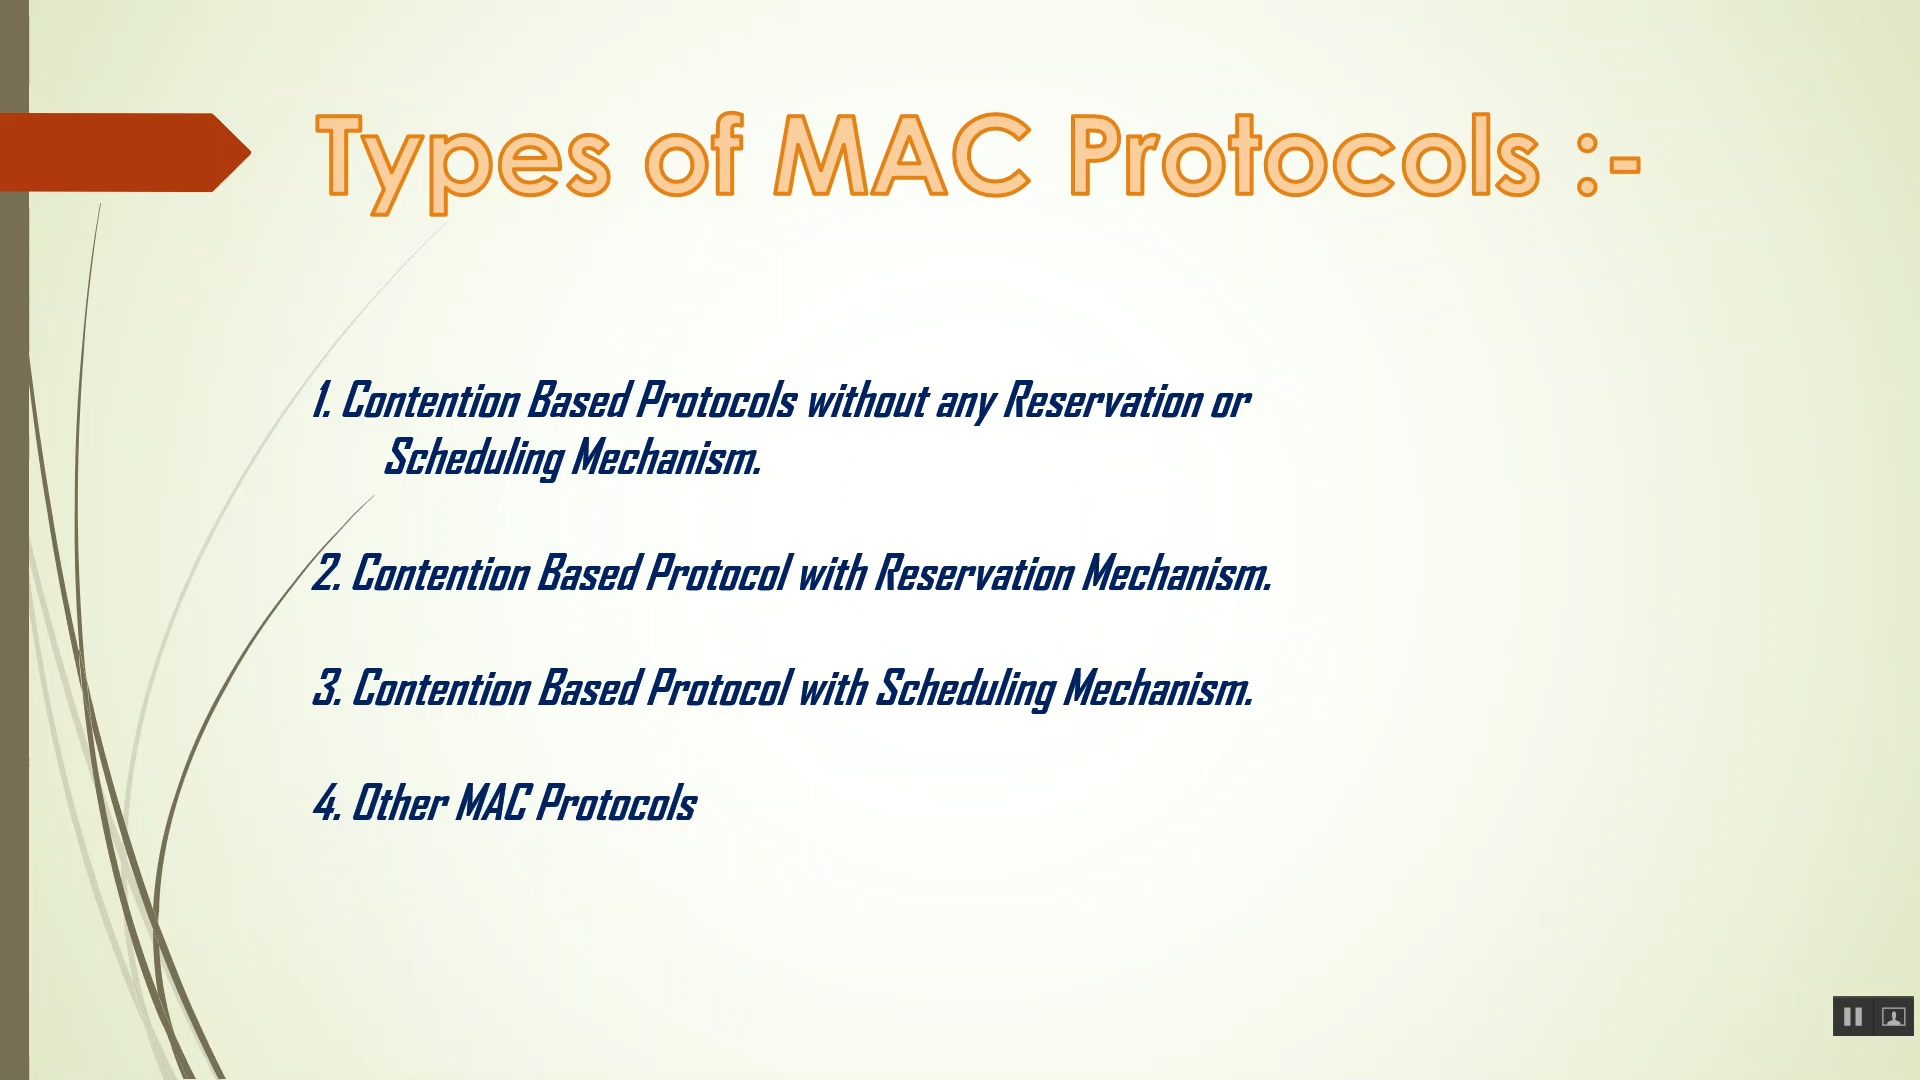 Types of MAC Protocols :-
1. Contention Based Protocols without any Reservation or
Scheduling Mechanism.
2. Contention Based Protocol with Reservation Mechanism.
3. Contention Based Protocol with Scheduling Mechanism.
4. Other MAC Protocols